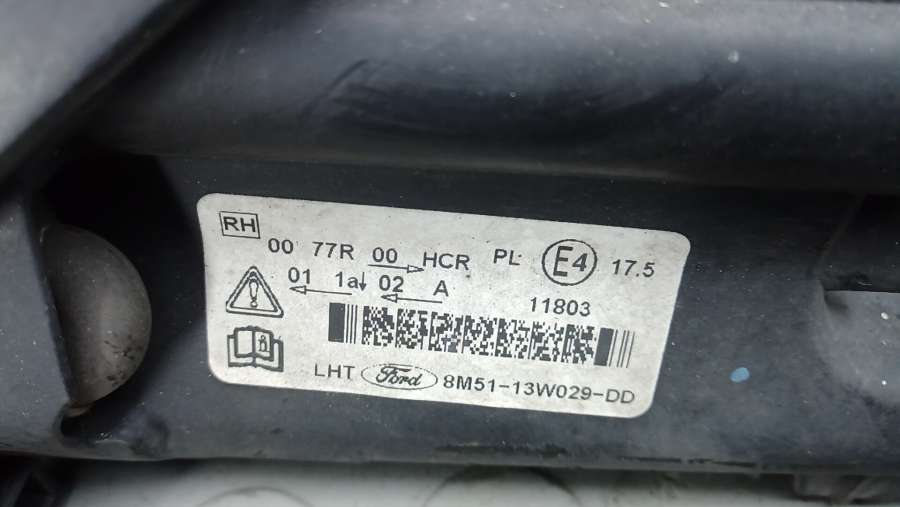 RH
00 77R 00 HCR PL E4 17.5
01 1a↓ 02 A
11803
LHT Ford 8M51-13W029-DD